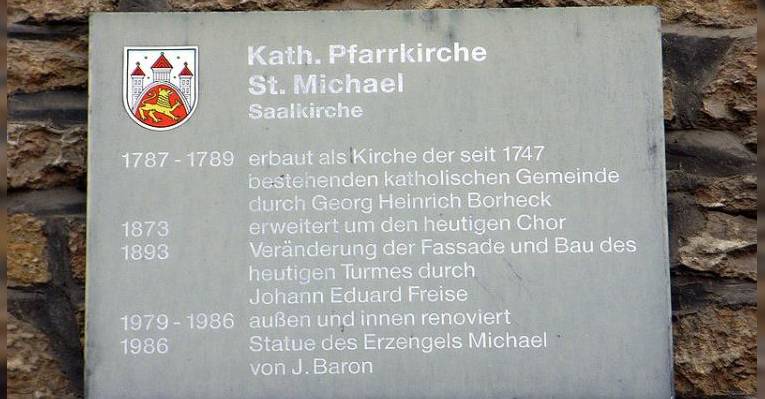 Kath. Pfarrkirche
St. Michael
Saalkirche
1787 - 1789 erbaut als Kirche der seit 1747
bestehenden katholischen Gemeinde
durch Georg Heinrich Borheck
1873 erweitert um den heutigen Chor
1893 Veränderung der Fassade und Bau des
heutigen Turmes durch
Johann Eduard Freise
1979 - 1986 außen und innen renoviert
1986 Statue des Erzengels Michael
von J. Baron